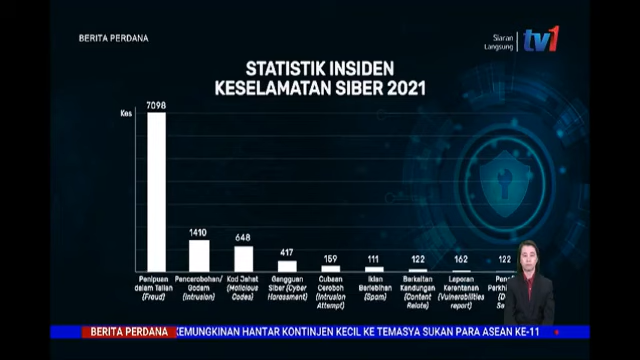 BERITA PERDANA
Siaran
Langsung
tv1
STATISTIK INSIDEN
KESELAMATAN SIBER 2021
Kes
7098
1410
648
417
159
111
122
162
122
Penipuan
dalam Talian
(Fraud)
Pencerobohan/
Godam
(Intrusion)
Kod Jahat
(Malicious
Codes)
Gangguan
Siber (Cyber
Harassment)
Cubaan
Ceroboh
(Intrusion
Attempt)
Iklan
Berlebihan
(Spam)
Berkaitan
Kandungan
(Content
Relate)
Laporan
Kerentanan
(Vulnerabilities
report)
BERITA PERDANA
KEMUNGKINAN HANTAR KONTINJEN KECIL KE TEMASYA SUKAN PARA ASEAN KE-11